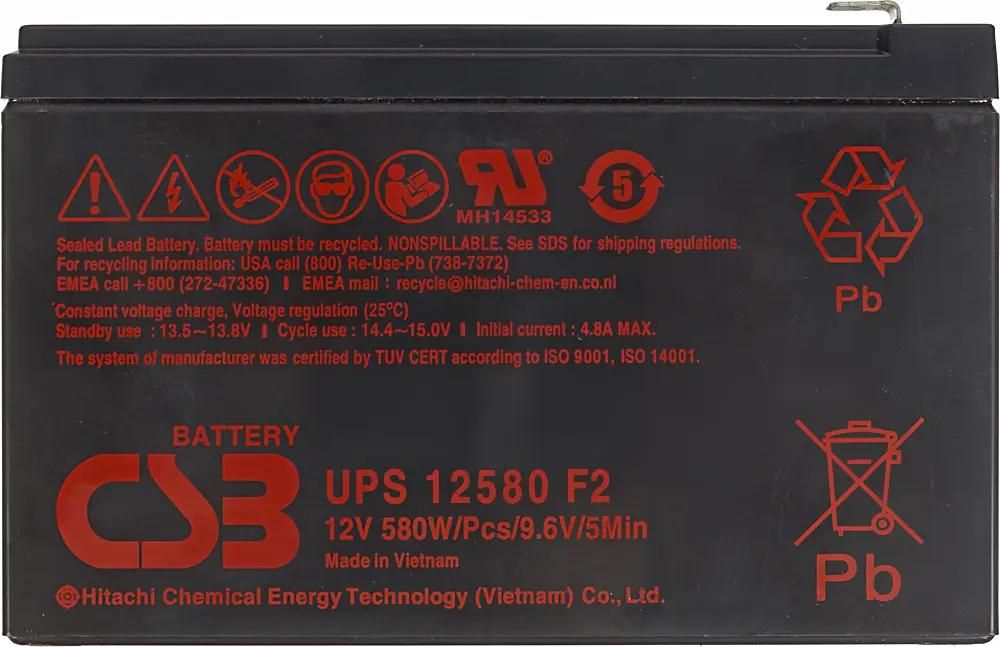 MH14533
5
Sealed Lead Battery. Battery must be recycled. NONSPILLABLE. See SDS for shipping regulations.
For recycling information: USA call (800) Re-Use-Pb (738-7372)
EMEA call +800 (272-47336) I EMEA mail : recycle@hitachi-chem-en.co.nl
Pb
Constant voltage charge, Voltage regulation (25°C)
Standby use : 13.5~13.8V I Cycle use : 14.4~15.0V I Initial current : 4.8A MAX.
The system of manufacturer was certified by TUV CERT according to ISO 9001, ISO 14001.
BATTERY
CSB
UPS 12580 F2
12V 580W/Pcs/9.6V/5Min
Made in Vietnam
Pb
Hitachi Chemical Energy Technology (Vietnam) Co., Ltd.